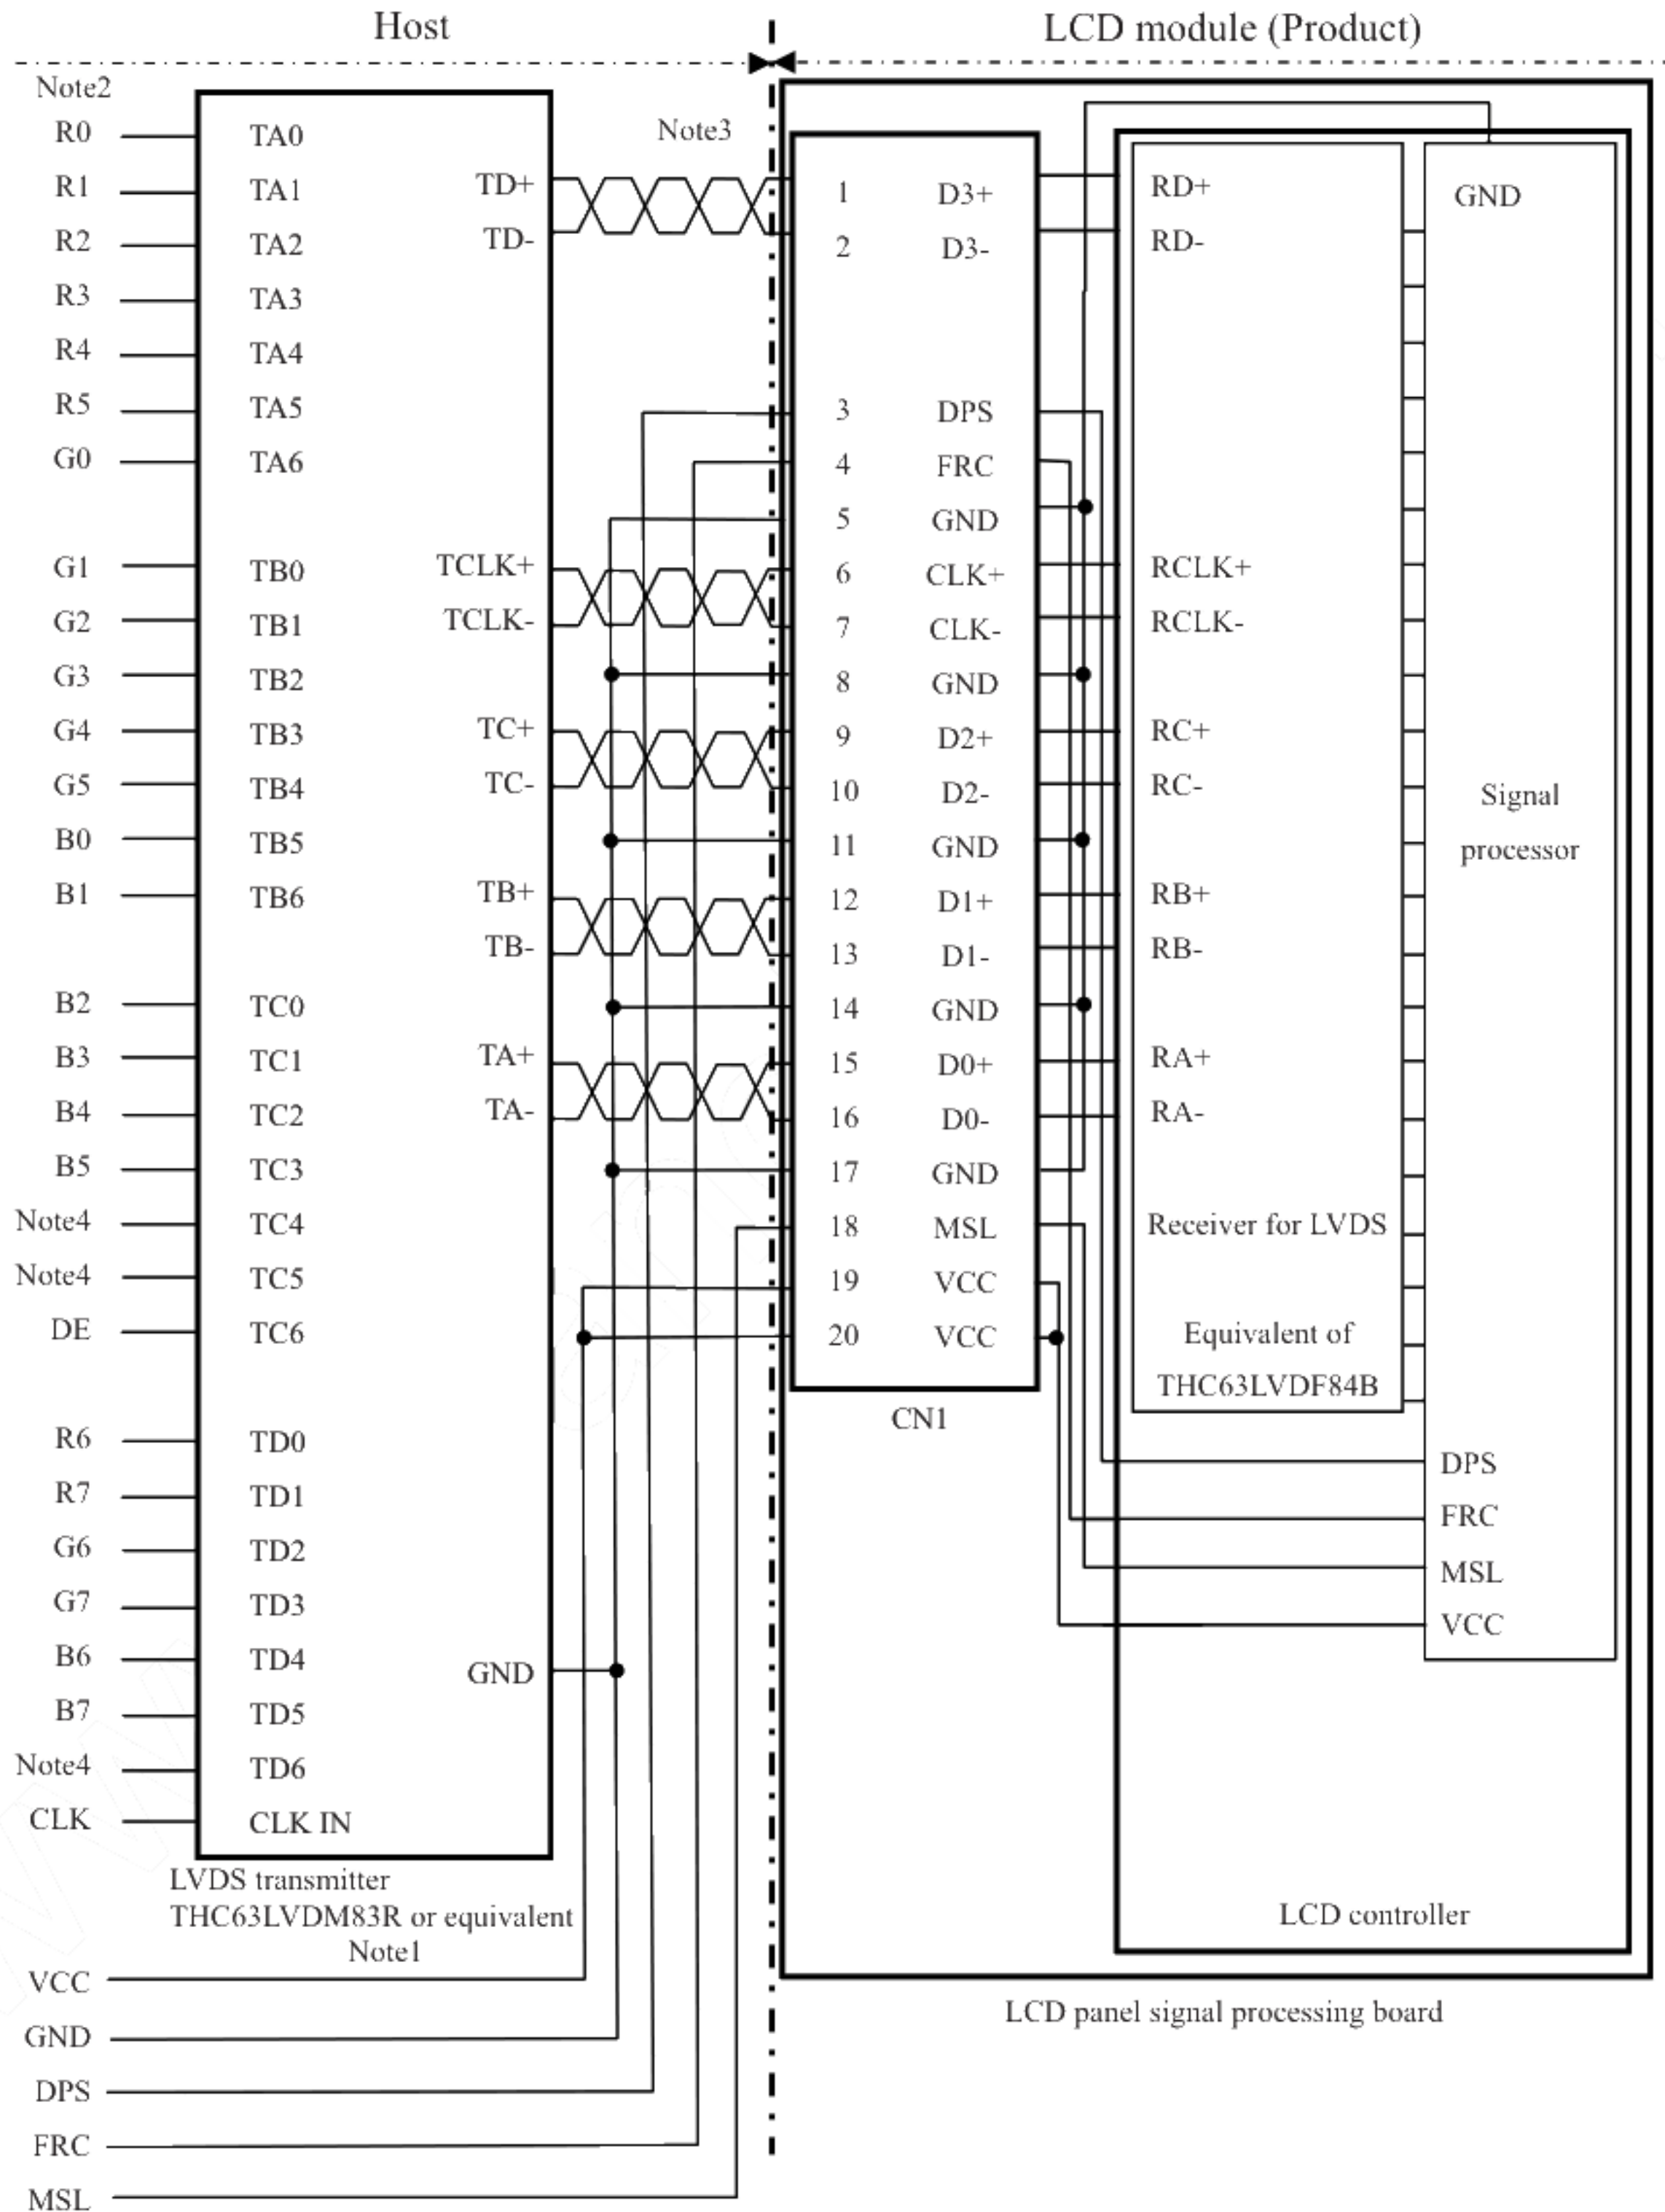 Host
LCD module (Product)
Note2
Note3
R0 TA0
R1 TA1
R2 TA2
R3 TA3
R4 TA4
R5 TA5
G0 TA6
G1 TB0
G2 TB1
G3 TB2
G4 TB3
G5 TB4
B0 TB5
B1 TB6
B2 TC0
B3 TC1
B4 TC2
B5 TC3
Note4 TC4
Note4 TC5
DE TC6
R6 TD0
R7 TD1
G6 TD2
G7 TD3
B6 TD4
B7 TD5
Note4 TD6
CLK CLK IN
TD+
TD-
TCLK+
TCLK-
TC+
TC-
TB+
TB-
TA+
TA-
GND
LVDS transmitter
THC63LVDM83R or equivalent
Note1
VCC
GND
DPS
FRC
MSL
1 D3+
2 D3-
3 DPS
4 FRC
5 GND
6 CLK+
7 CLK-
8 GND
9 D2+
10 D2-
11 GND
12 D1+
13 D1-
14 GND
15 D0+
16 D0-
17 GND
18 MSL
19 VCC
20 VCC
CN1
RD+
RD-
RCLK+
RCLK-
RC+
RC-
RB+
RB-
RA+
RA-
Receiver for LVDS
Equivalent of
THC63LVDF84B
GND
Signal
processor
DPS
FRC
MSL
VCC
LCD controller
LCD panel signal processing board